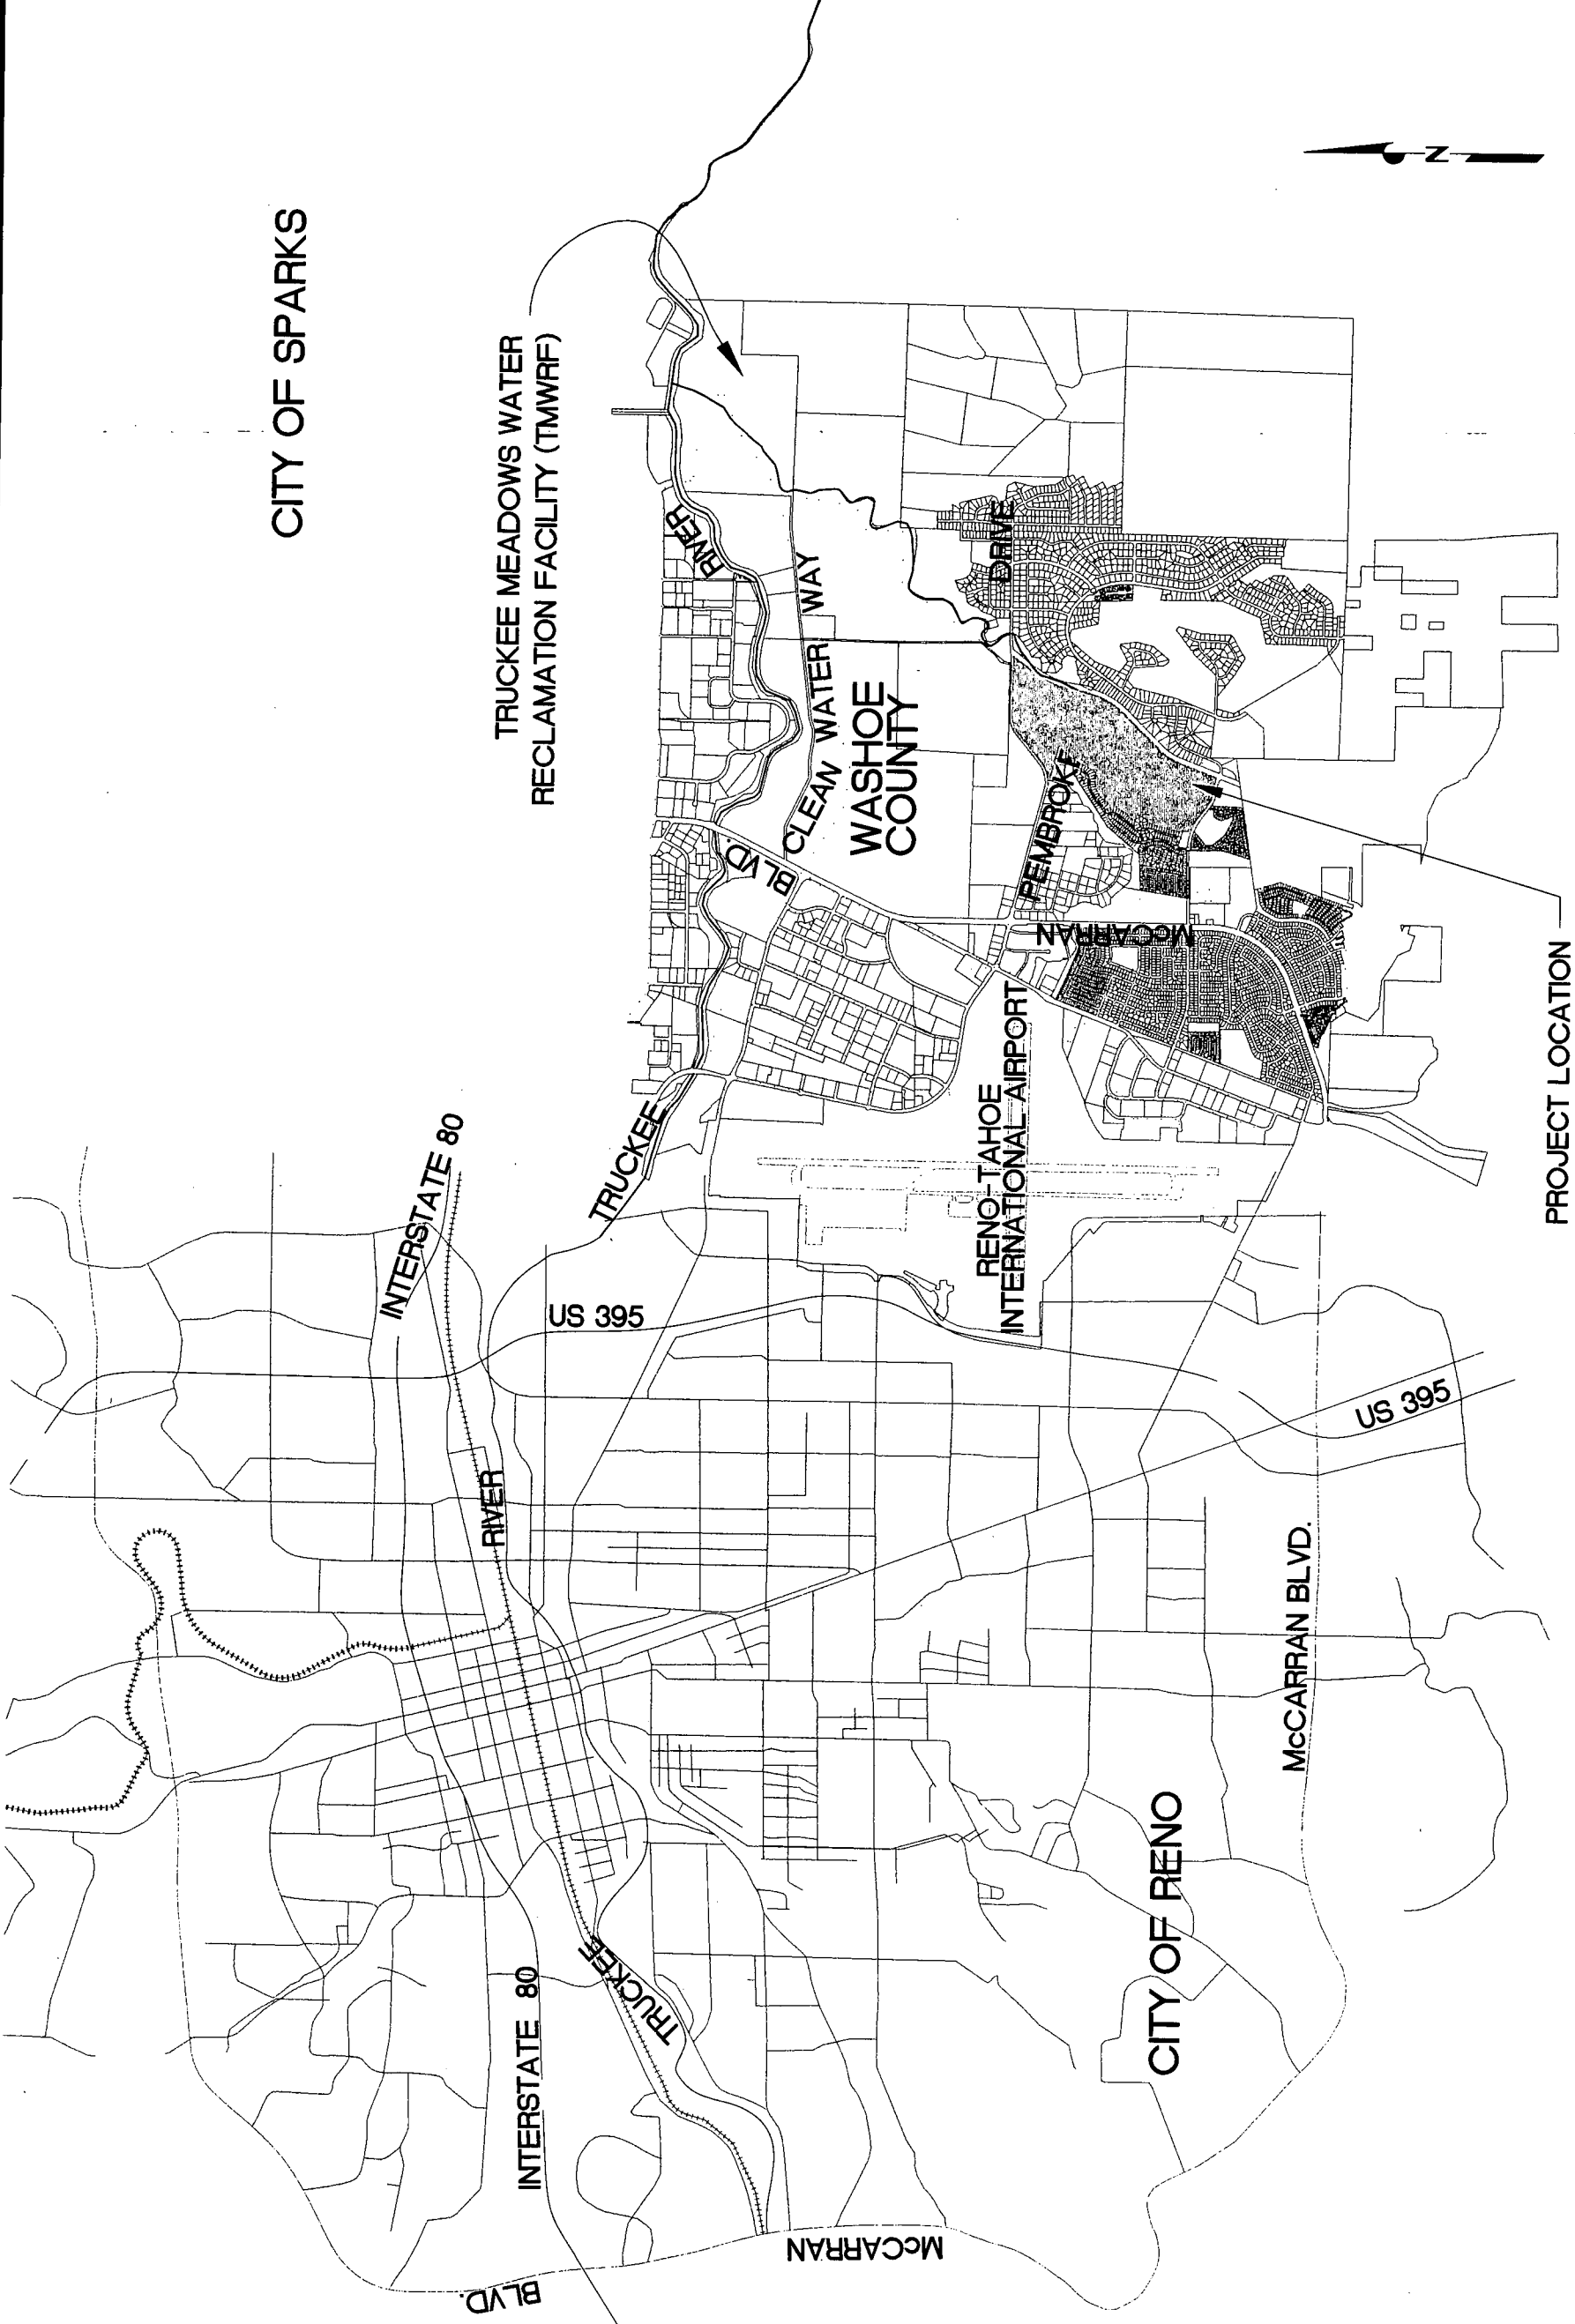 CITY OF SPARKS
TRUCKEE MEADOWS WATER
RECLAMATION FACILITY (TMWRF)
N
INTERSTATE 80
TRUCKEE
RIVER
BLVD.
CLEAN WATER WAY
WASHOE
COUNTY
US 395
RENO-TAHOE
INTERNATIONAL AIRPORT
McCARRAN
PEMBROKE
DRIVE
PROJECT LOCATION
RIVER
US 395
INTERSTATE 80
TRUCKEE
McCARRAN BLVD.
CITY OF RENO
BLVD.
McCARRAN